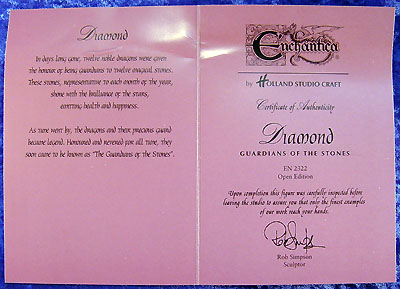 Diamond
In days long gone, twelve noble dragons were given
the honour of being guardians to twelve magical stones.
These stones, representative to each month of the year,
shone with the brilliance of the stars,
emitting health and happiness.
As time went by, the dragons and their precious guard
became legend. Honoured and revered for all time, they
soon came to be known as "The Guardians of the Stones".
Enchantica
by HOLLAND STUDIO CRAFT
Certificate of Authenticity
Diamond
GUARDIANS OF THE STONES
EN 2322
Open Edition
Upon completion this figure was carefully inspected before
leaving the studio to assure you that only the finest examples
of our work reach your hands.
Rob Simpson
Sculptor